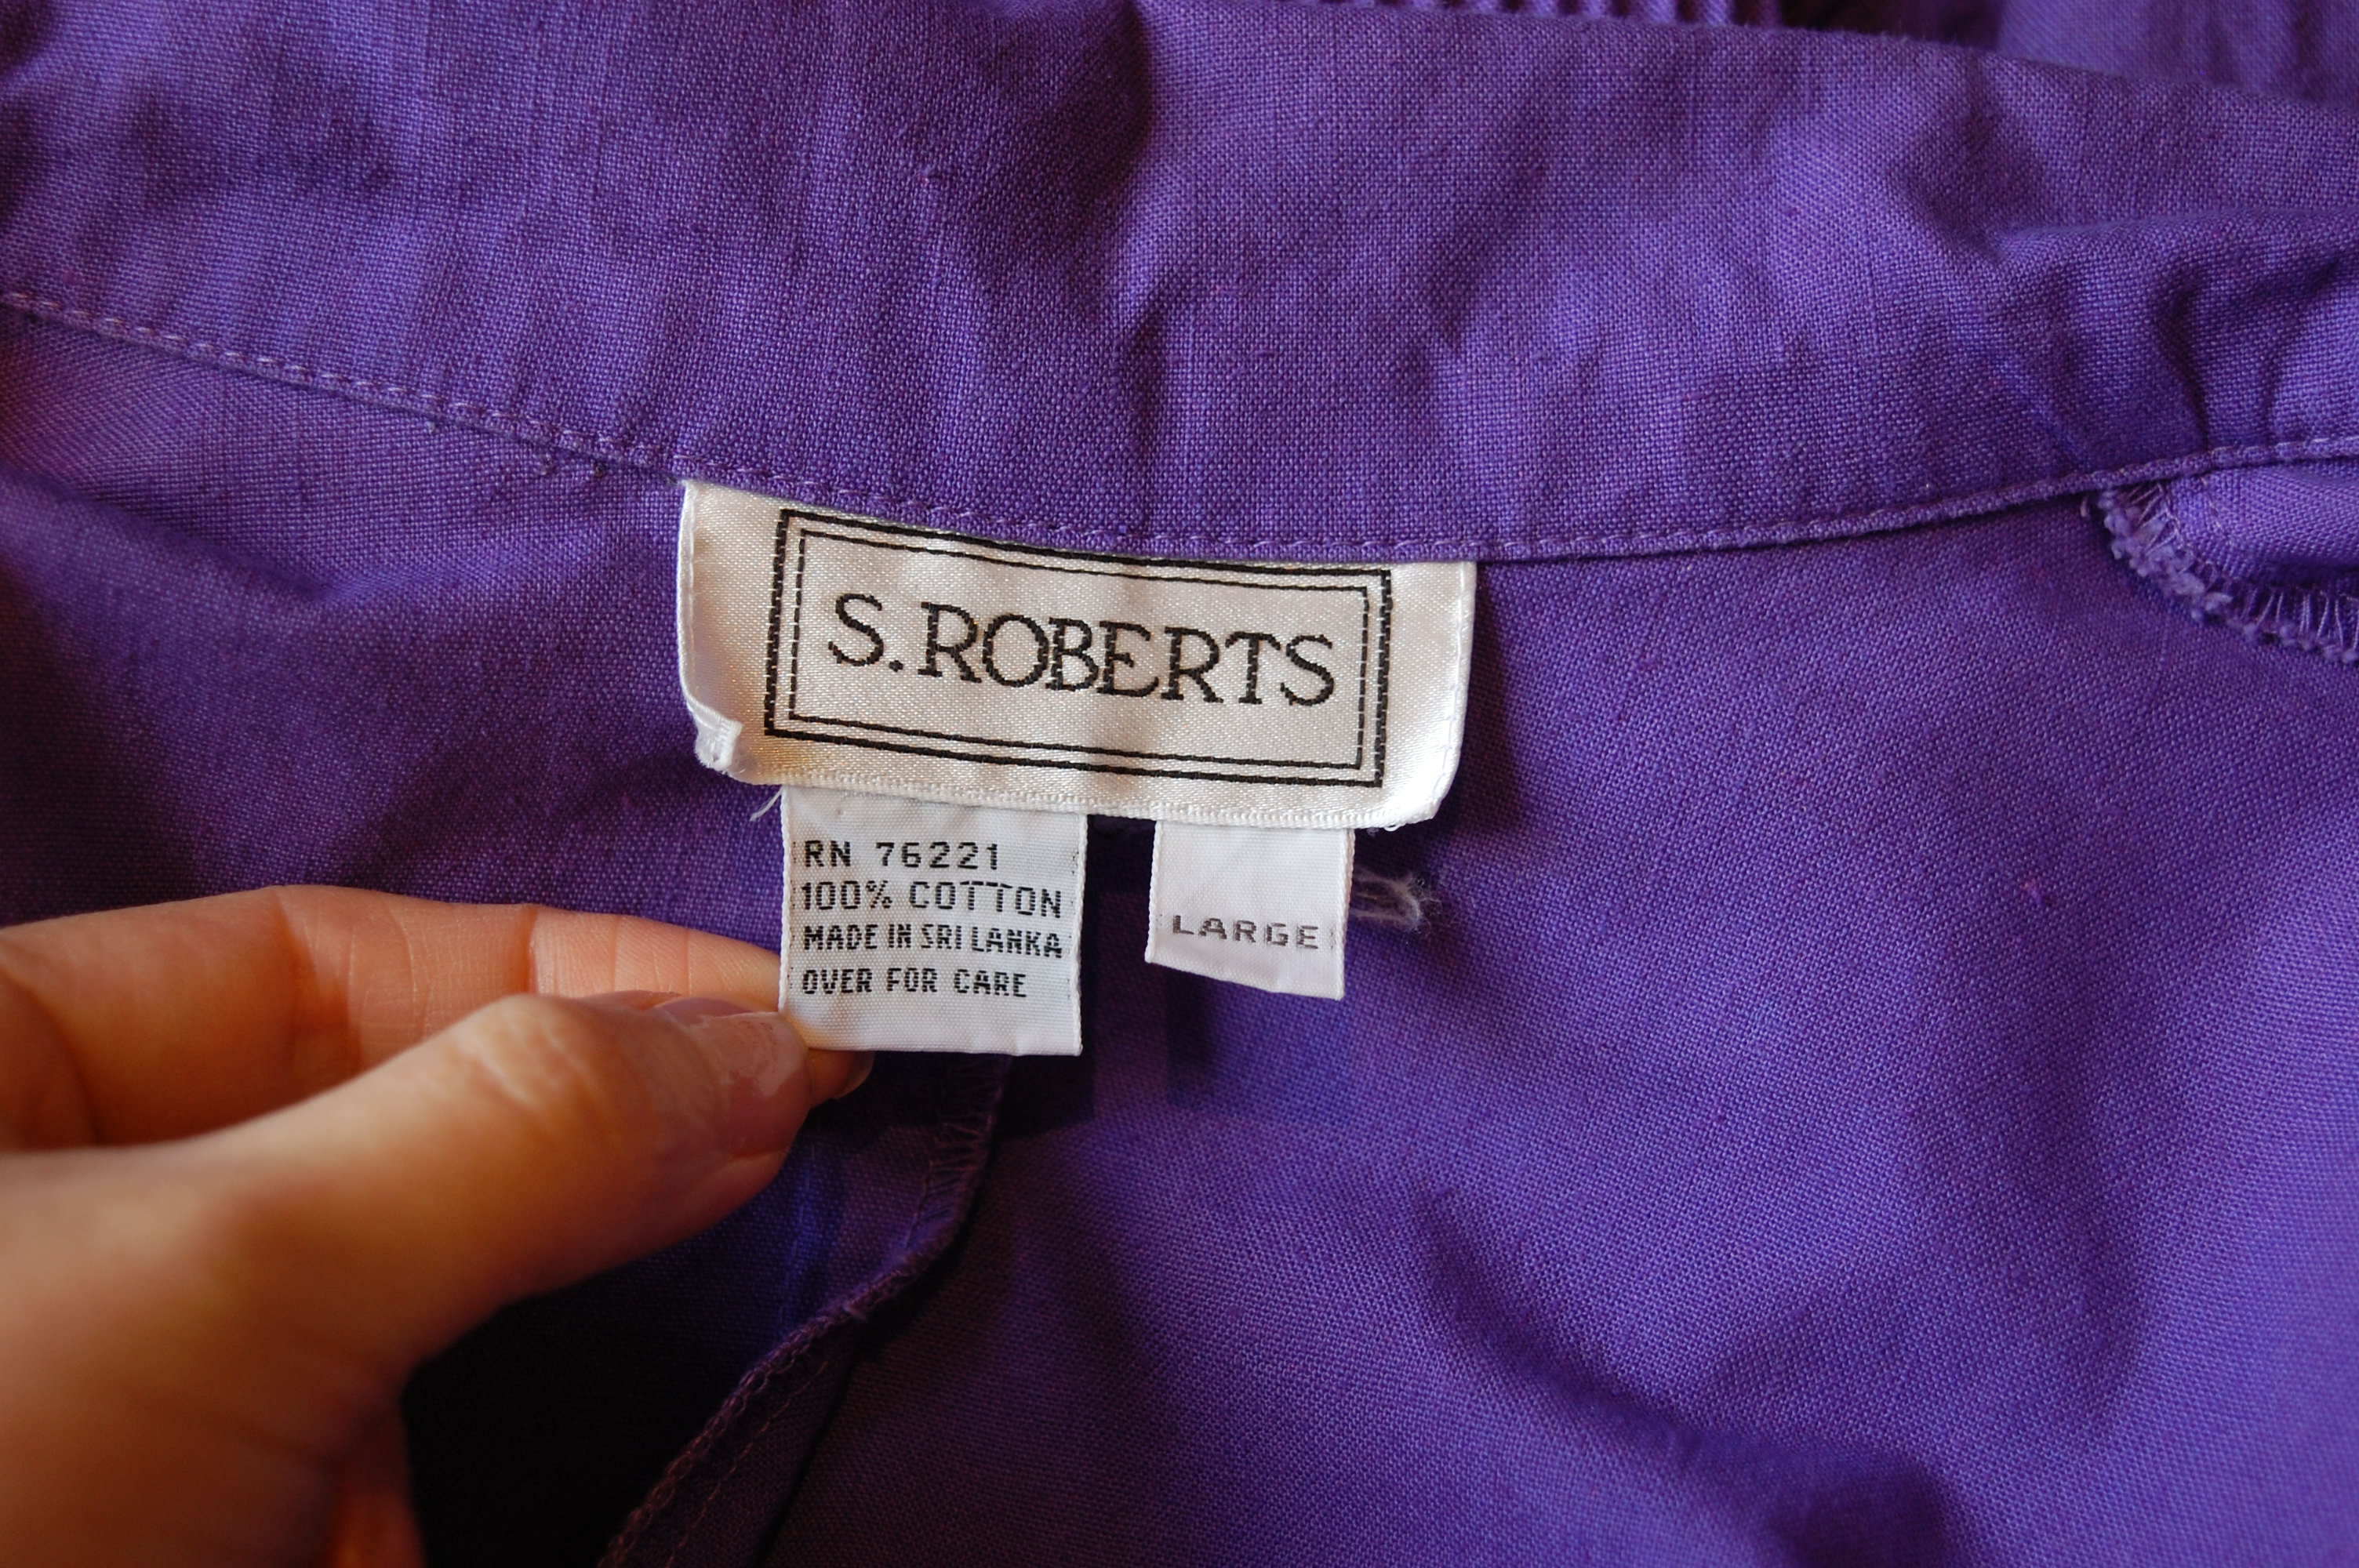 S. ROBERTS
RN 76221
100% COTTON
MADE IN SRI LANKA
OVER FOR CARE
LARGE